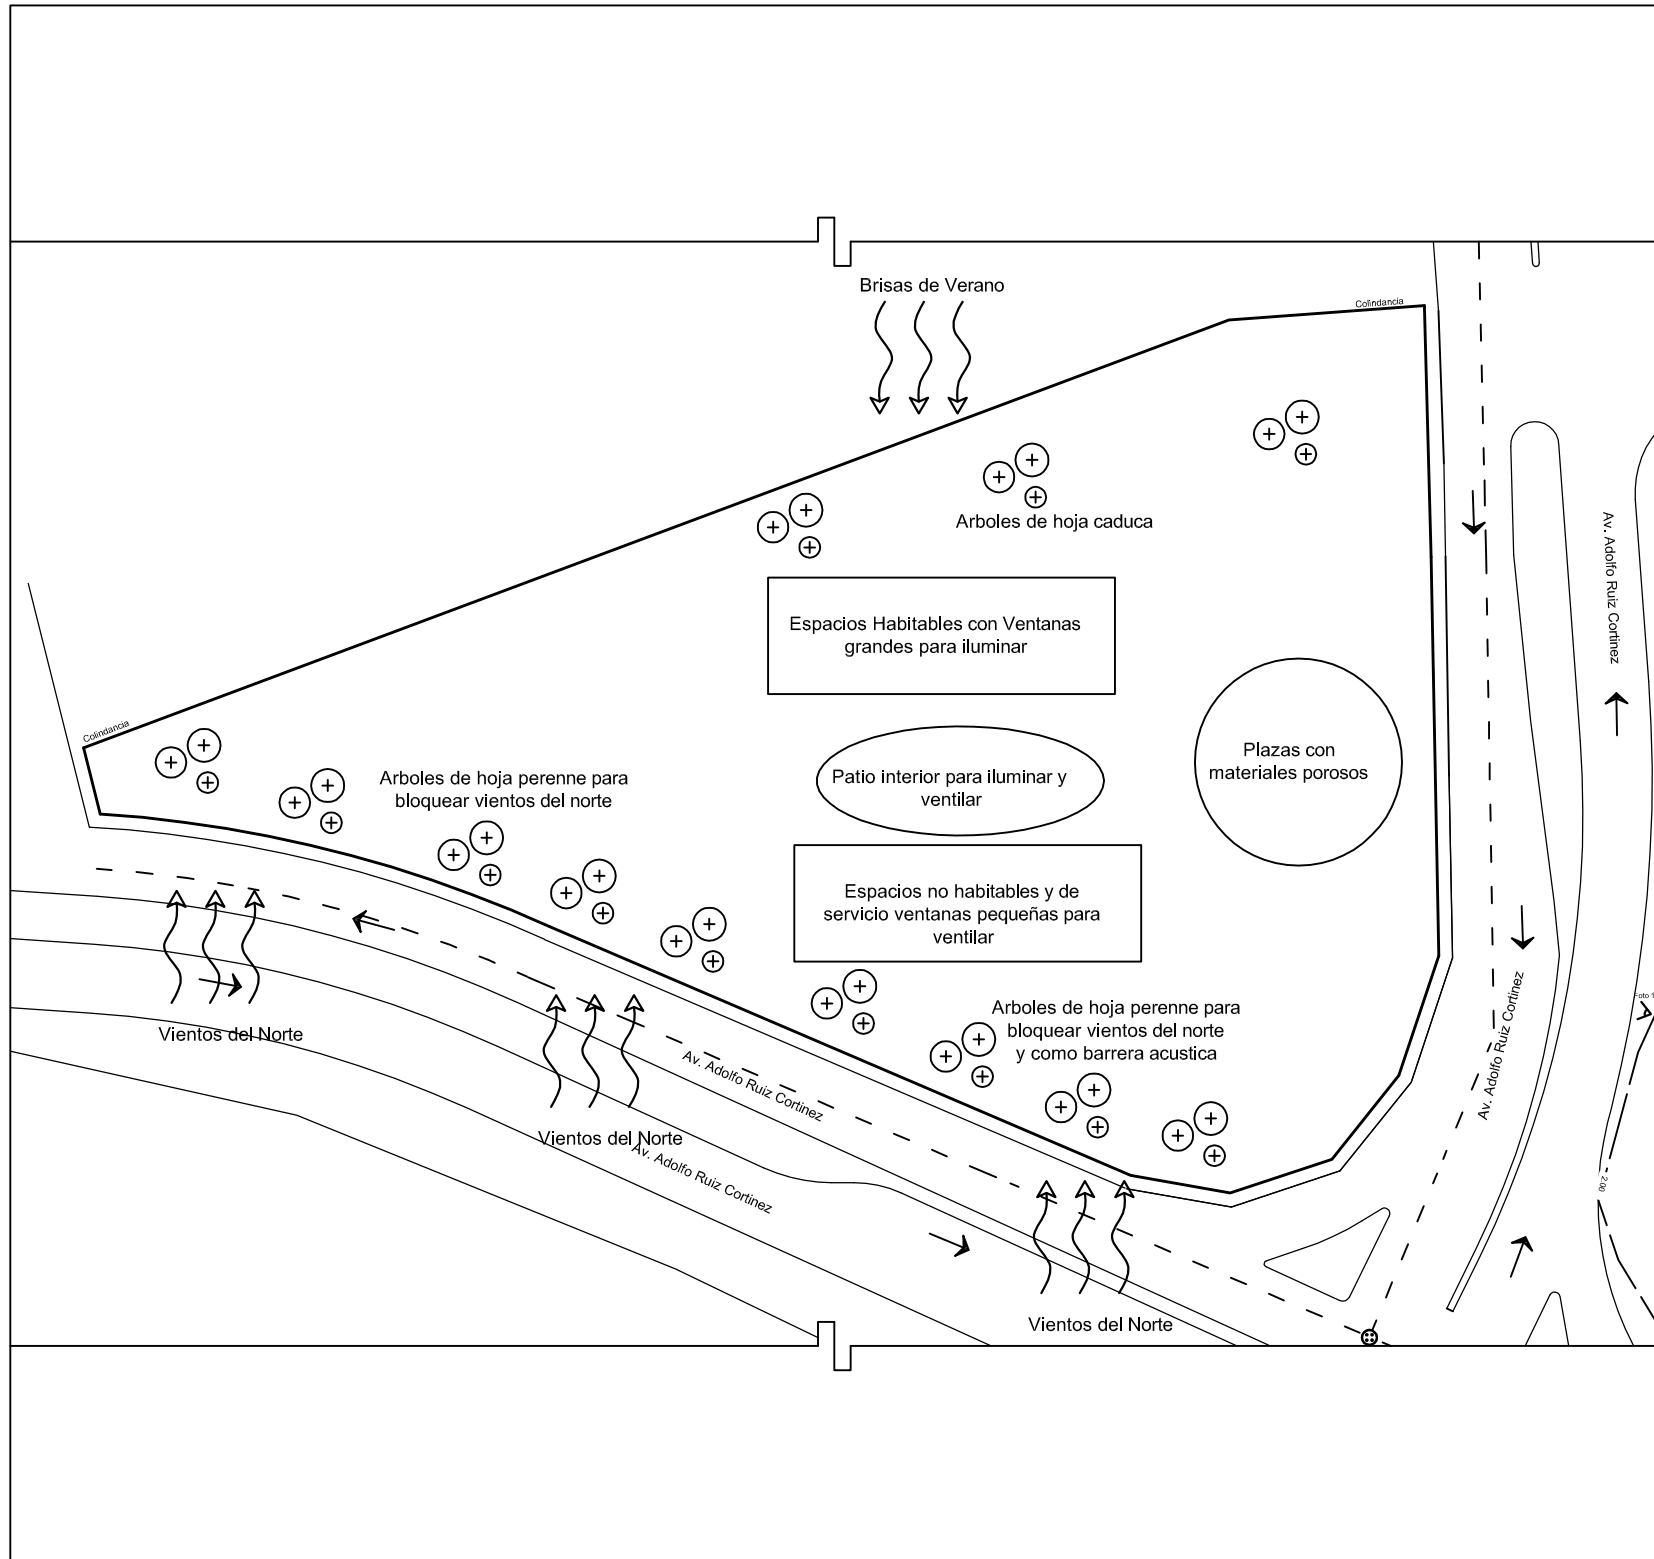 Brisas de Verano
Colindancia
Arboles de hoja caduca
Av. Adolfo Ruiz Cortinez
Espacios Habitables con Ventanas
grandes para iluminar
Colindancia
Plazas con
materiales porosos
Arboles de hoja perenne para
bloquear vientos del norte
Patio interior para iluminar y
ventilar
Espacios no habitables y de
servicio ventanas pequeñas para
ventilar
Foto 1
Arboles de hoja perenne para
bloquear vientos del norte
y como barrera acustica
Vientos del Norte
Av. Adolfo Ruiz Cortinez
Av. Adolfo Ruiz Cortinez
Vientos del Norte
Av. Adolfo Ruiz Cortinez
2.00
Vientos del Norte